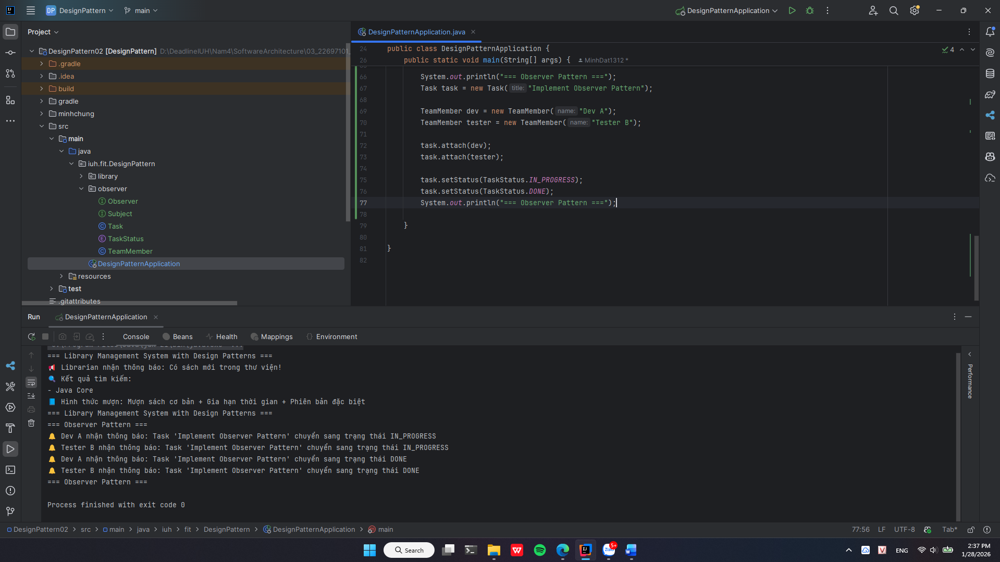 DP DesignPattern main
DesignPatternApplication
Project
DesignPattern02 [DesignPattern] D:\DeadlineIUH\Nam4\SoftwareArchitecture\03_22697101_
.gradle
.idea
build
gradle
minhchung
src
main
java
iuh.fit.DesignPattern
library
observer
Observer
Subject
Task
TaskStatus
TeamMember
DesignPatternApplication
resources
test
.gitattributes
DesignPatternApplication.java
4
24 public class DesignPatternApplication {
26 public static void main(String[] args) { MinhDat1312 *
66 System.out.println("=== Observer Pattern ===");
67 Task task = new Task( title: "Implement Observer Pattern");
68
69 TeamMember dev = new TeamMember( name: "Dev A");
70 TeamMember tester = new TeamMember( name: "Tester B");
71
72 task.attach(dev);
73 task.attach(tester);
74
75 task.setStatus(TaskStatus.IN_PROGRESS);
76 task.setStatus(TaskStatus.DONE);
77 System.out.println("=== Observer Pattern ===");
78
79 }
80
81 }
82
Run DesignPatternApplication
Console Beans Health Mappings Environment
=== Library Management System with Design Patterns ===
📢 Librarian nhận thông báo: Có sách mới trong thư viện!
🔍 Kết quả tìm kiếm:
- Java Core
📘 Hình thức mượn: Mượn sách cơ bản + Gia hạn thời gian + Phiên bản đặc biệt
=== Library Management System with Design Patterns ===
=== Observer Pattern ===
🔔 Dev A nhận thông báo: Task 'Implement Observer Pattern' chuyển sang trạng thái IN_PROGRESS
🔔 Tester B nhận thông báo: Task 'Implement Observer Pattern' chuyển sang trạng thái IN_PROGRESS
🔔 Dev A nhận thông báo: Task 'Implement Observer Pattern' chuyển sang trạng thái DONE
🔔 Tester B nhận thông báo: Task 'Implement Observer Pattern' chuyển sang trạng thái DONE
=== Observer Pattern ===
Process finished with exit code 0
Performance
DesignPattern02 > src > main > java > iuh > fit > DesignPattern > DesignPatternApplication > main
77:56 LF UTF-8 Tab*
Search
Zalo 5+
ENG
2:37 PM
1/28/2026